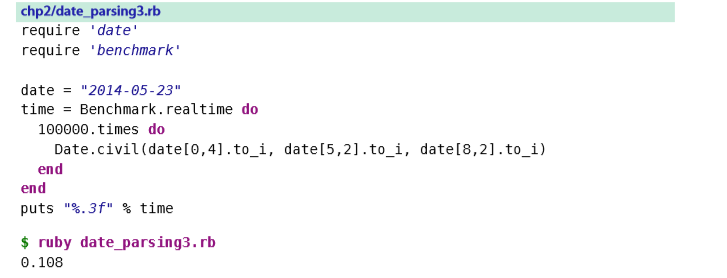 chp2/date_parsing3.rb
require 'date'
require 'benchmark'

date = "2014-05-23"
time = Benchmark.realtime do
  100000.times do
    Date.civil(date[0,4].to_i, date[5,2].to_i, date[8,2].to_i)
  end
end
puts "%.3f" % time

$ ruby date_parsing3.rb
0.108